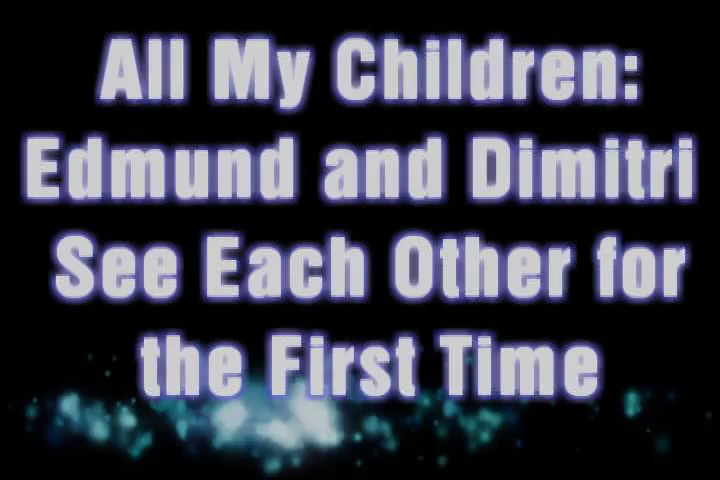 All My Children:
Edmund and Dimitri
See Each Other for
the First Time